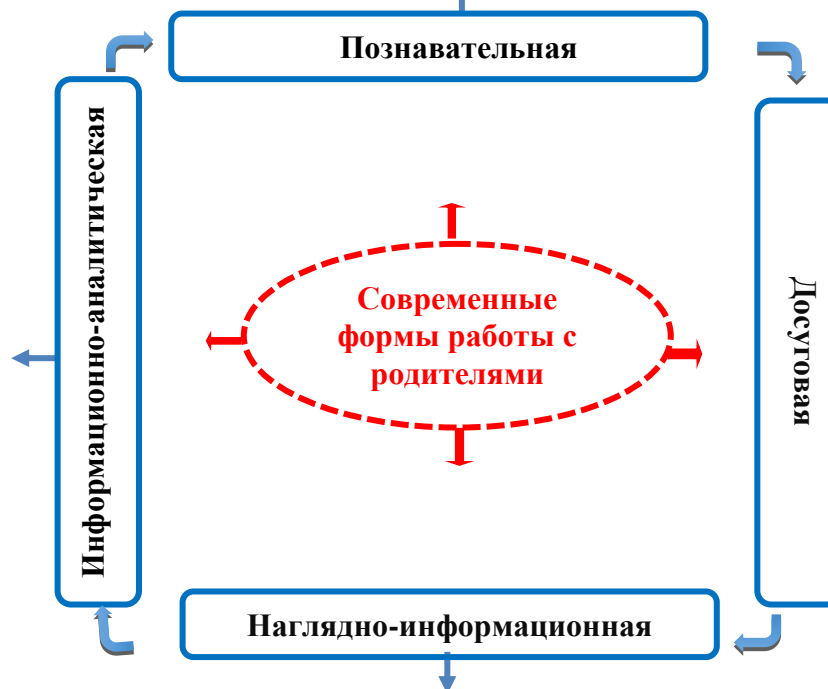 Познавательная
Информационно-аналитическая
Современные
формы работы с
родителями
Досуговая
Наглядно-информационная